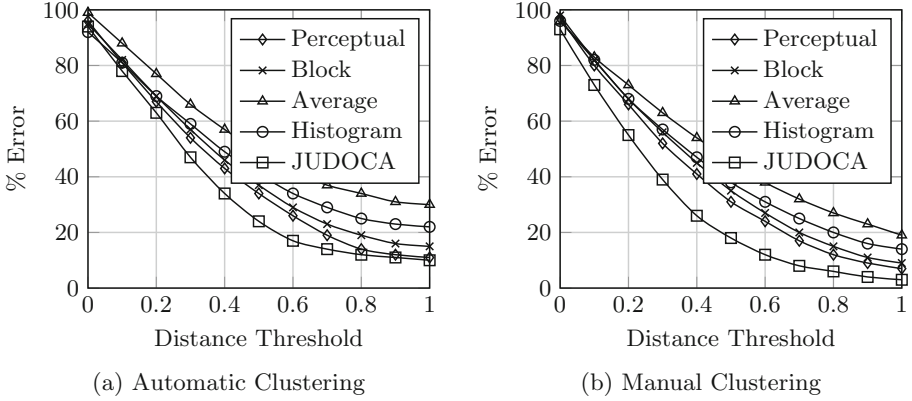 100
80
60
40
20
0
% Error
0 0.2 0.4 0.6 0.8 1
Distance Threshold
Perceptual
Block
Average
Histogram
JUDOCA
(a) Automatic Clustering
100
80
60
40
20
0
% Error
0 0.2 0.4 0.6 0.8 1
Distance Threshold
Perceptual
Block
Average
Histogram
JUDOCA
(b) Manual Clustering